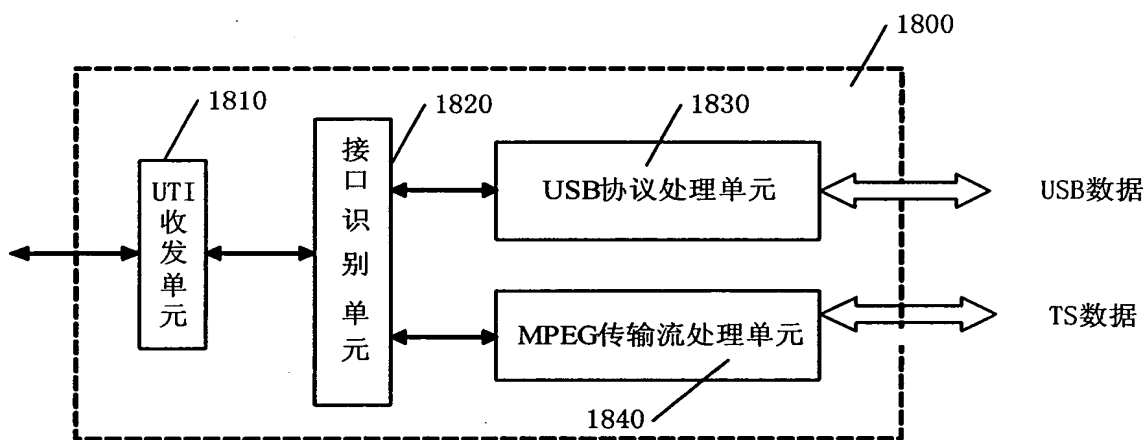 1800
1810
1820
1830
UTI
收发单元
接口识别单元
USB协议处理单元
USB数据
MPEG传输流处理单元
TS数据
1840